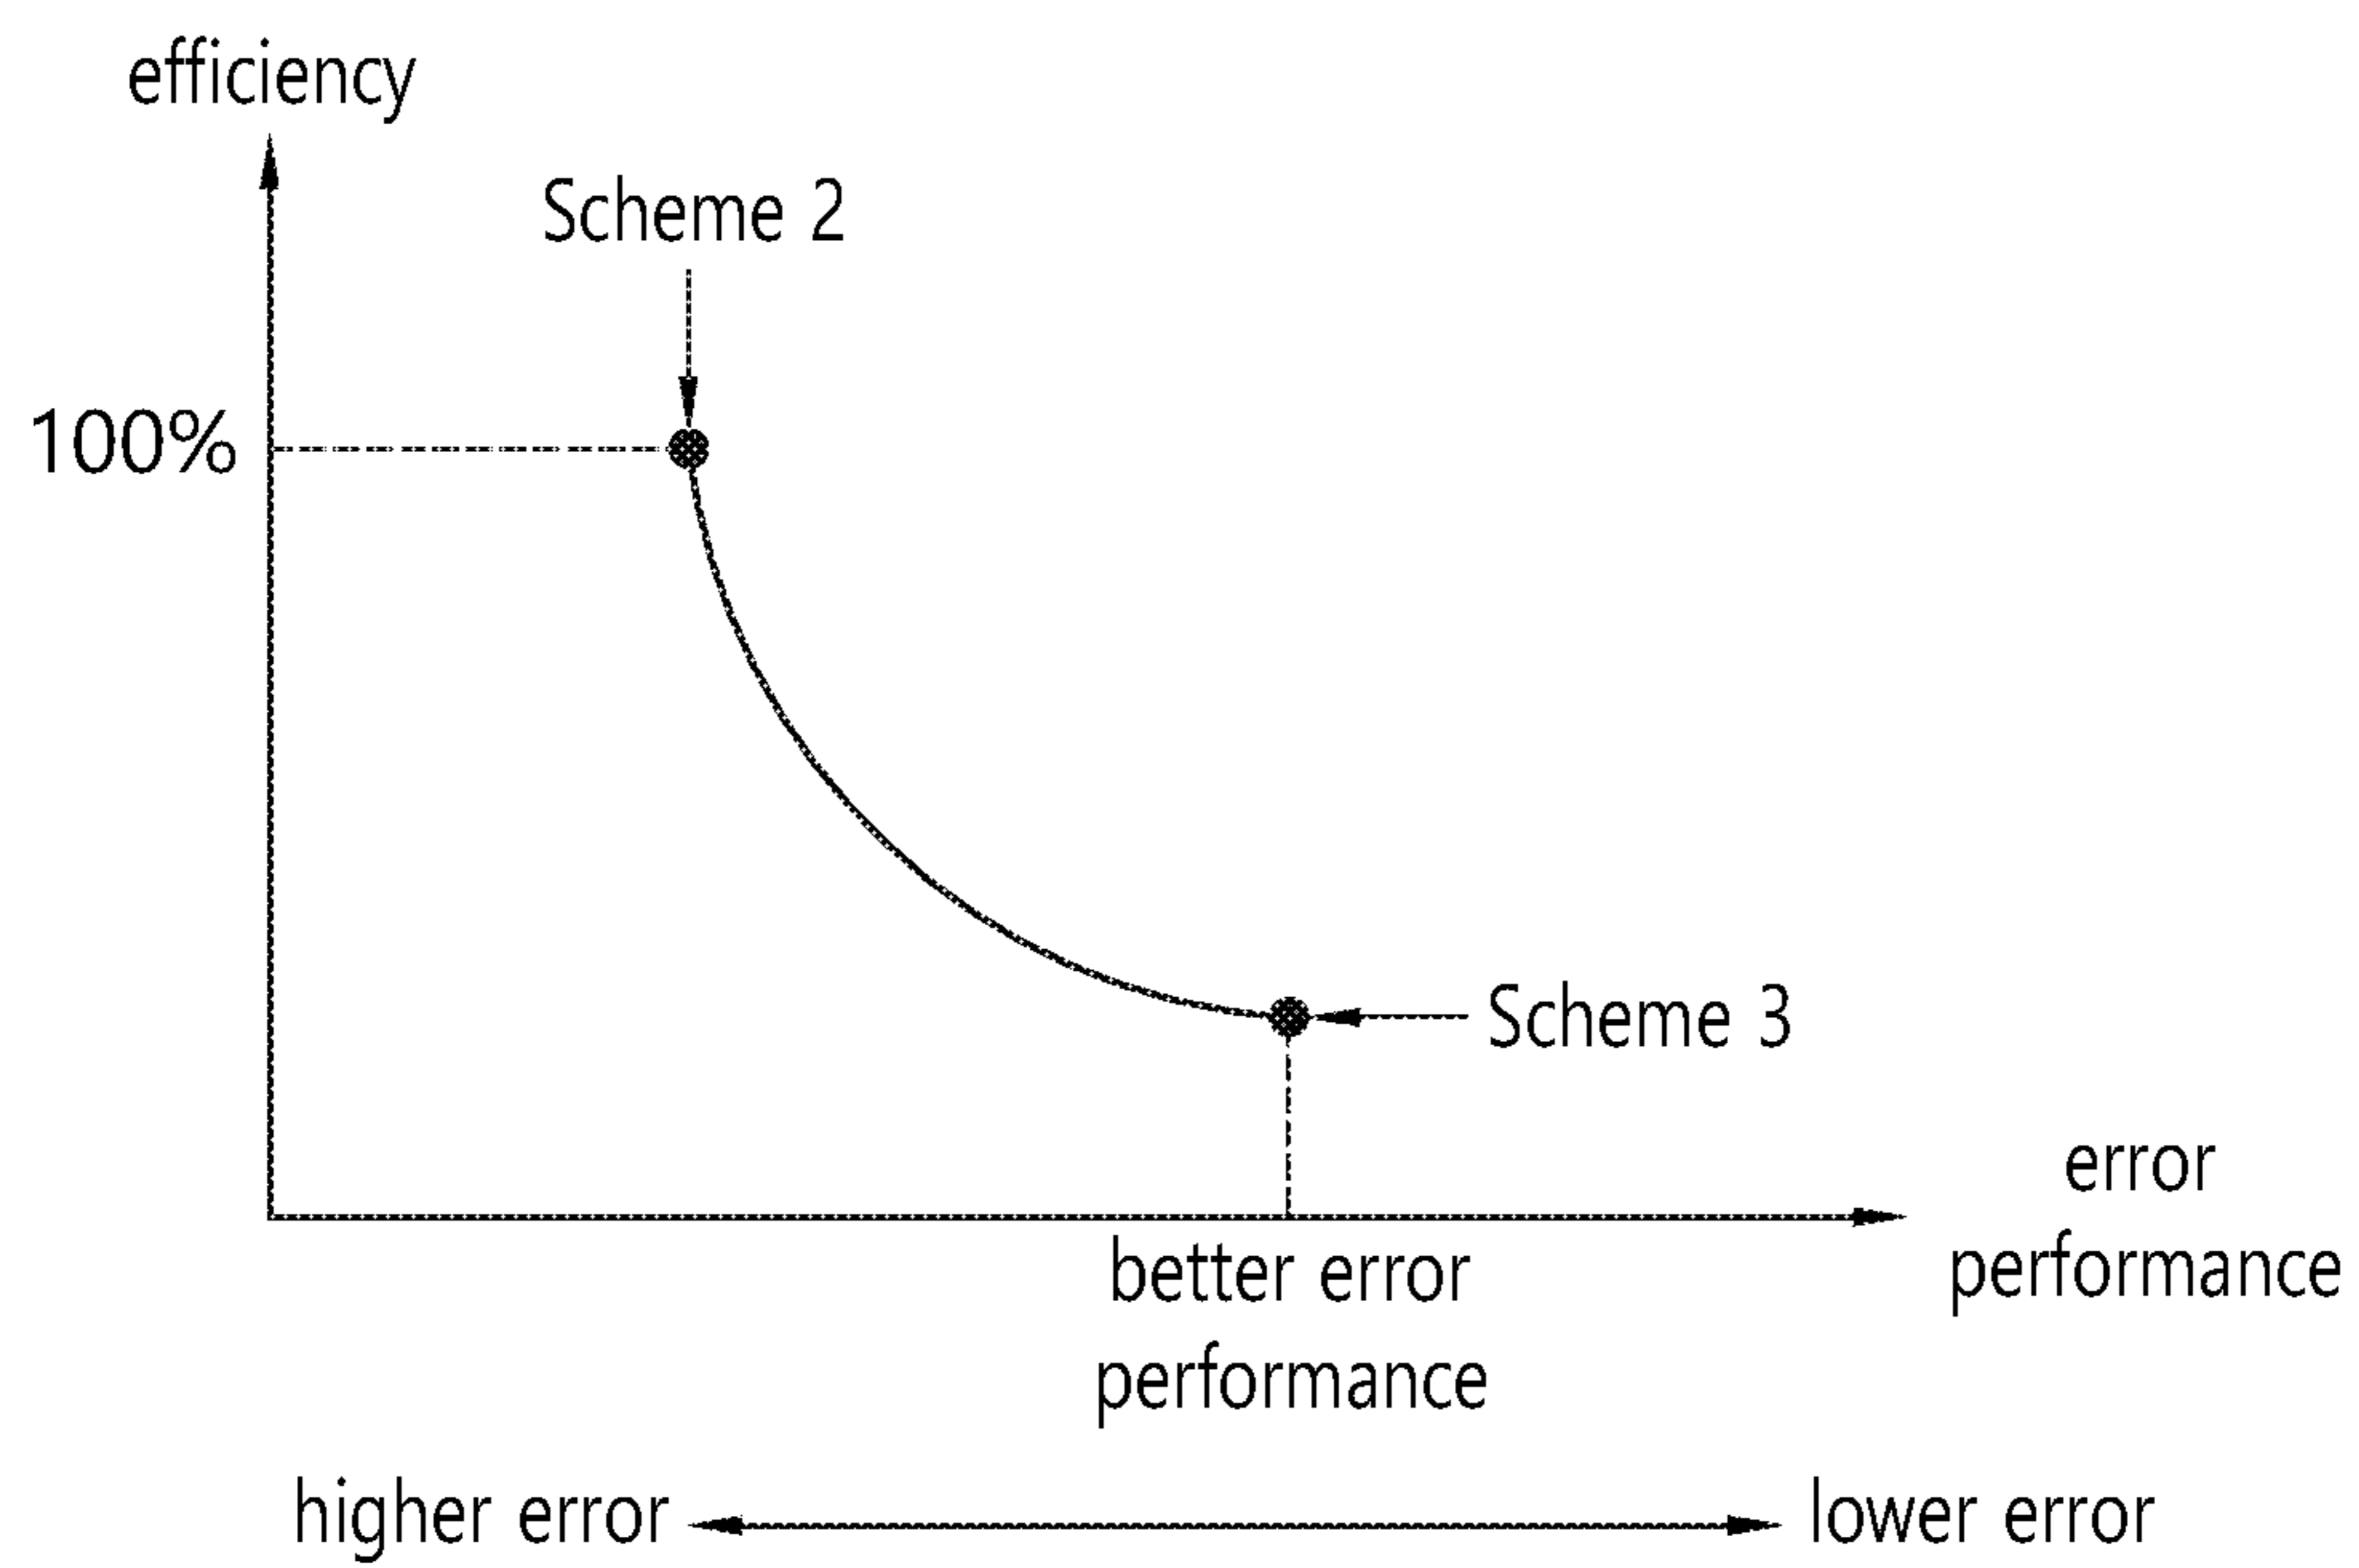 efficiency
Scheme 2
100%
Scheme 3
error
performance
better error
performance
higher error
lower error